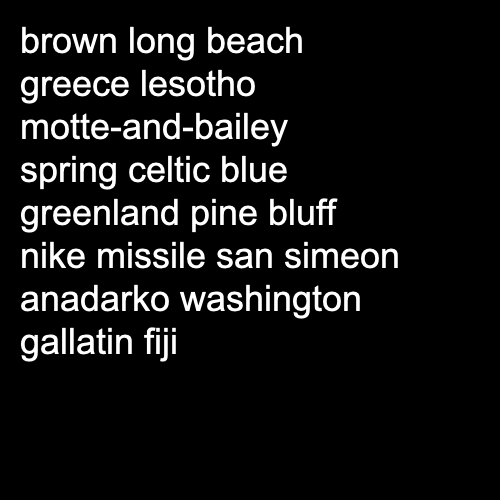 brown long beach
greece lesotho
motte-and-bailey
spring celtic blue
greenland pine bluff
nike missile san simeon
anadarko washington
gallatin fiji